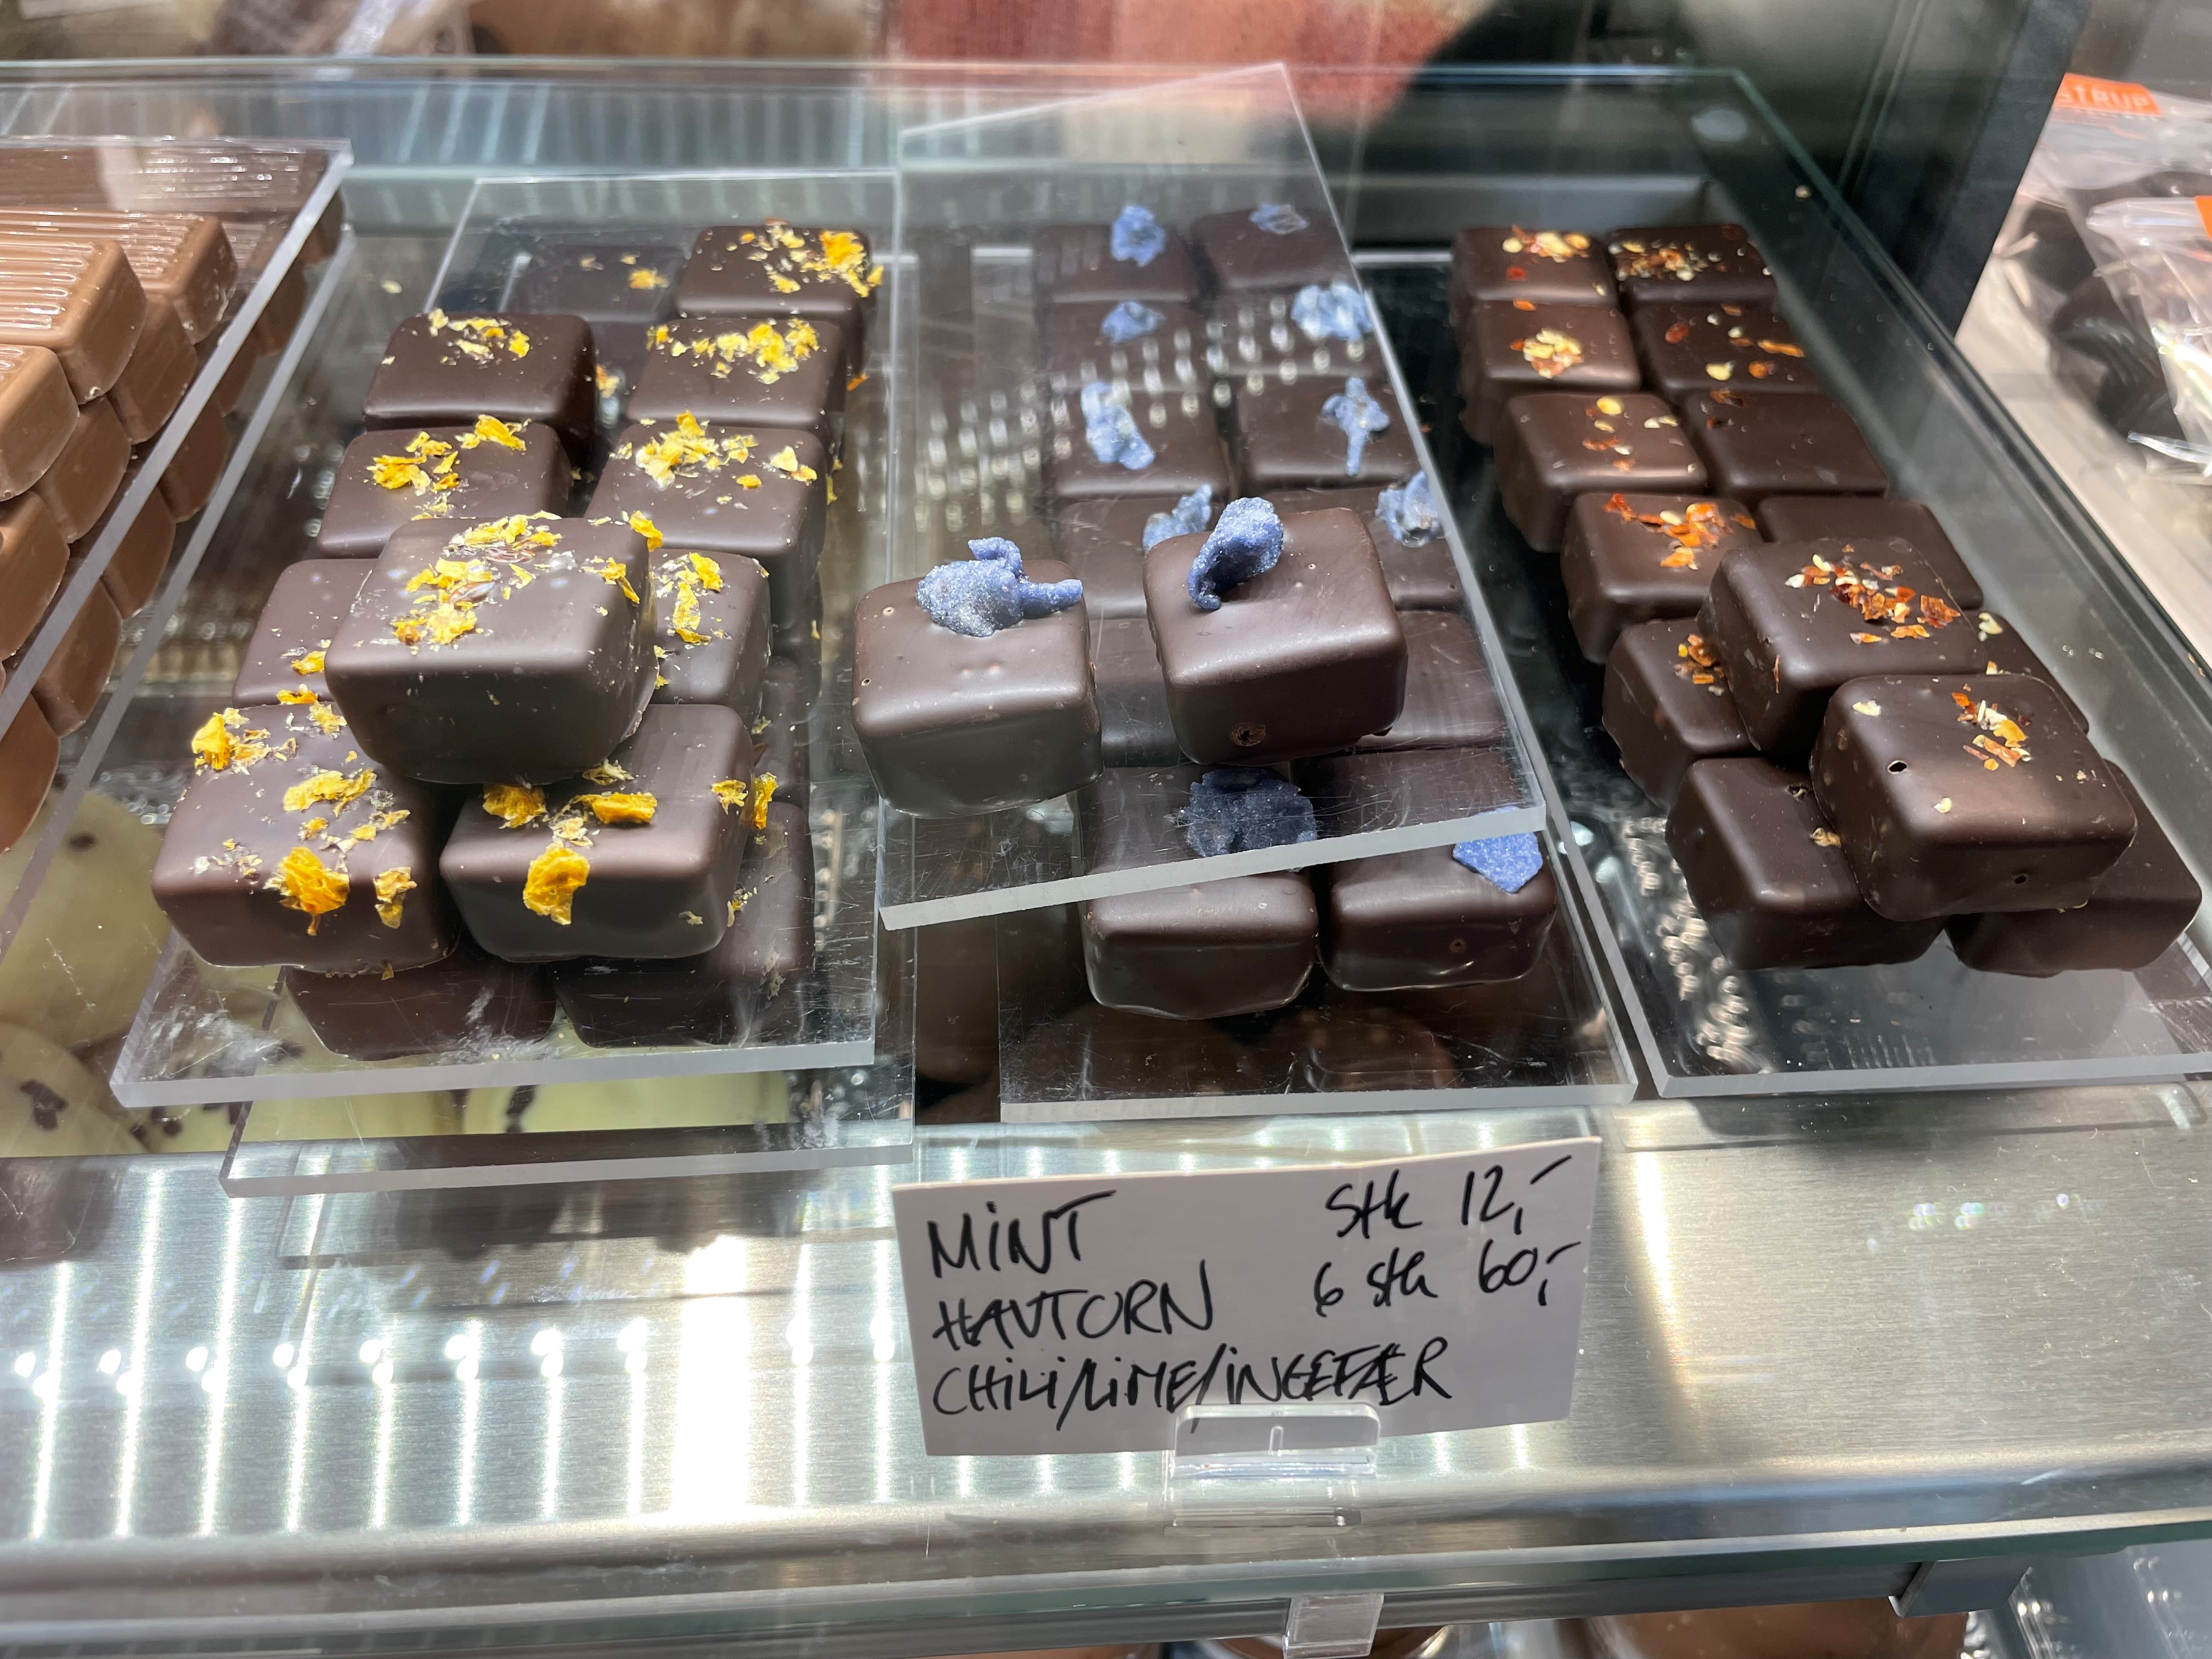 MINT Stk 12,-
HAVTORN 6 stk 60,-
CHILI/LIME/INGEFÆR